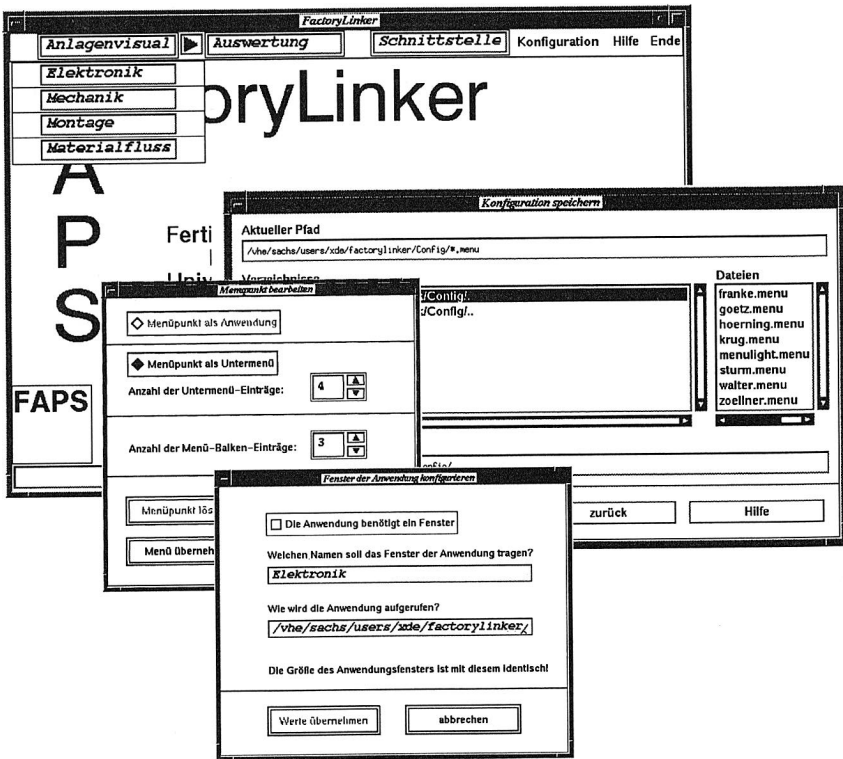 FactoryLinker
Anlagenvisual Auswertung Schnittstelle Konfiguration Hilfe Ende
Elektronik
Mechanik
Montage
Materialfluss
oryLinker
A
P
S
Ferti
Univ
FAPS
Konfiguration speichern
Aktueller Pfad
/vhe/sachs/users/xde/factorylinker/Config/*.menu
Verzeichnisse
/Config/.
/Config/..
Dateien
franke.menu
goetz.menu
hoerning.menu
krug.menu
menulight.menu
sturm.menu
walter.menu
zoellner.menu
zurück
Hilfe
Menupunkt bearbeiten
Menüpunkt als Anwendung
Menüpunkt als Untermenü
Anzahl der Untermenü-Einträge: 4
Anzahl der Menü-Balken-Einträge: 3
Menüpunkt lös
Menü überneh
Fenster der Anwendung konfigurieren
Die Anwendung benötigt ein Fenster
Welchen Namen soll das Fenster der Anwendung tragen?
Elektronik
Wie wird die Anwendung aufgerufen?
/vhe/sachs/users/xde/factorylinker/
Die Größe des Anwendungsfensters ist mit diesem identisch!
Werte übernehmen
abbrechen